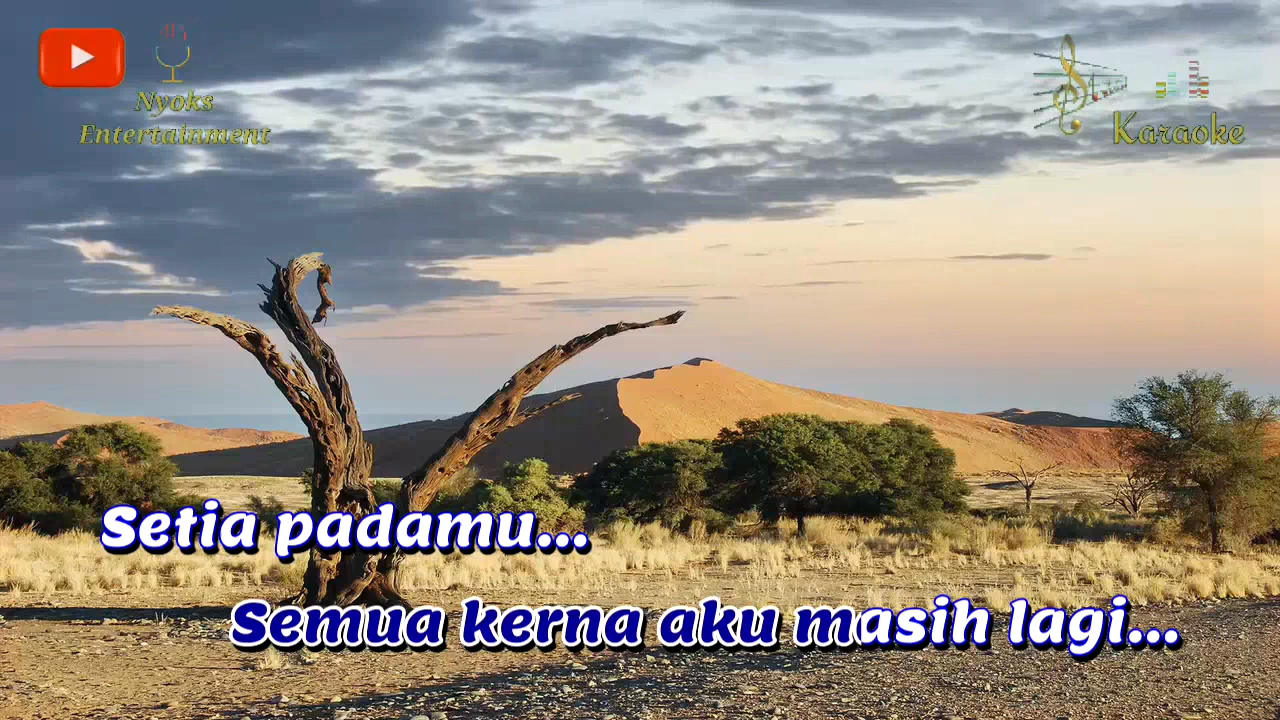 Nyoks
Entertainment
Karaoke
Setia padamu...
Semua kerna aku masih lagi...